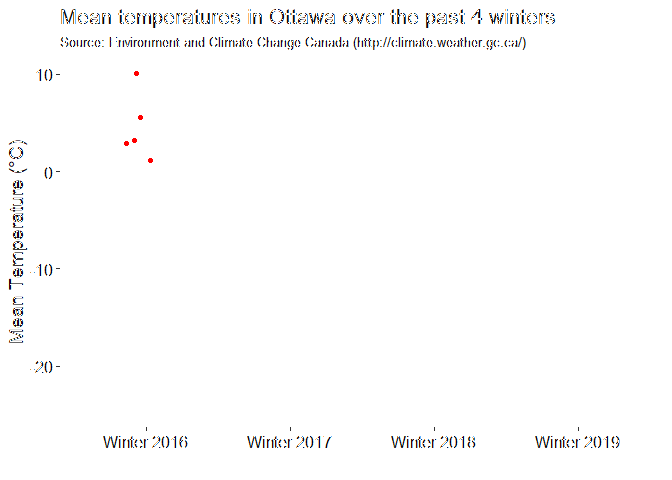 Mean temperatures in Ottawa over the past 4 winters
Source: Environment and Climate Change Canada (http://climate.weather.gc.ca/)
Mean Temperature (°C)
10
0
-10
-20
Winter 2016 Winter 2017 Winter 2018 Winter 2019